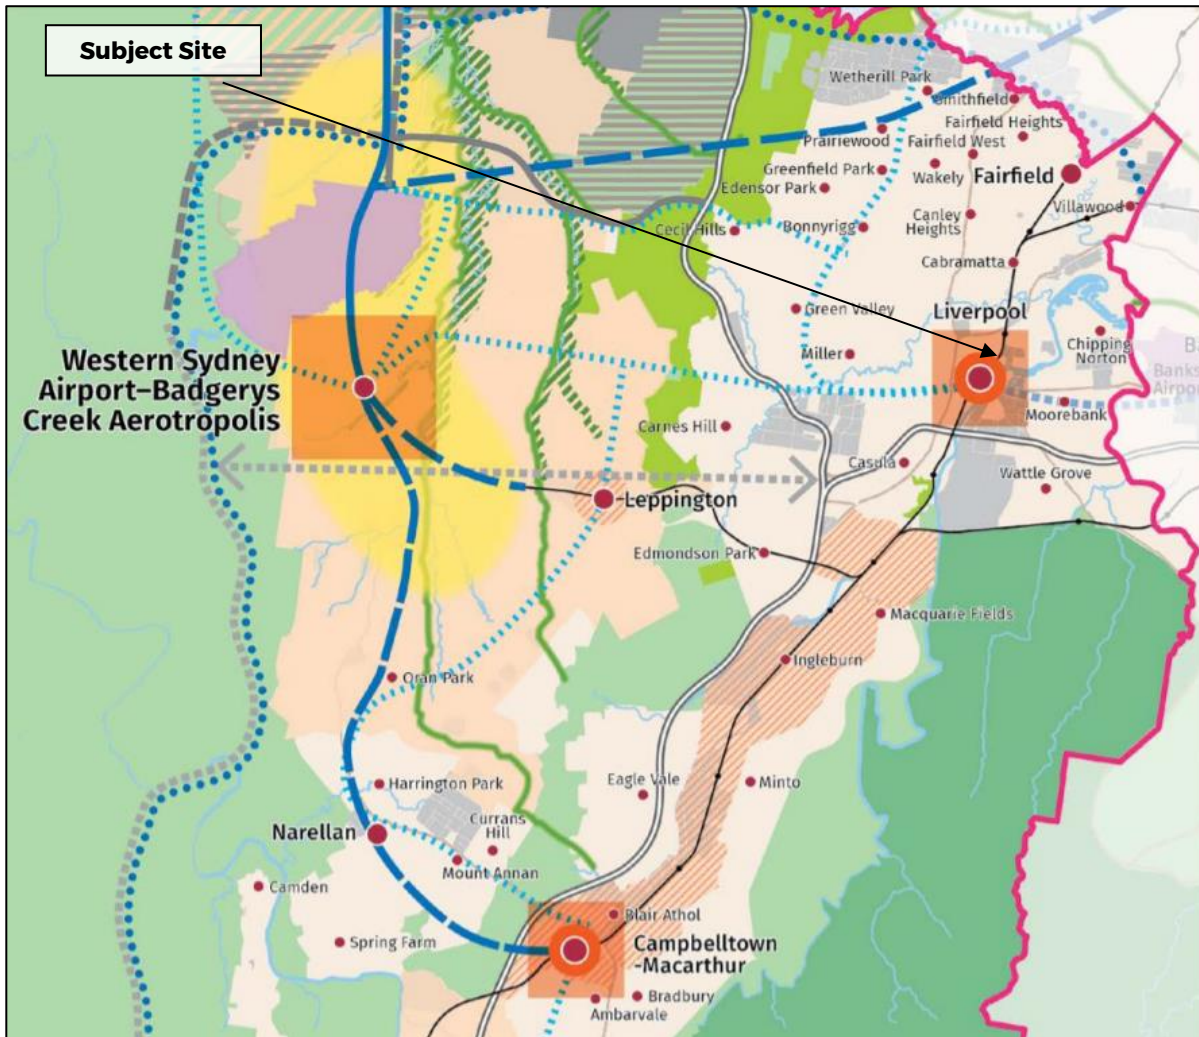 Subject Site
Wetherill Park
Smithfield
Fairfield Heights
Prairiewood
Fairfield West
Greenfield Park
Wakely
Fairfield
Edensor Park
Villawood
Canley
Heights
Cecil Hills
Bonnyrigg
Cabramatta
Green Valley
Liverpool
Miller
Chipping
Norton
Banks
Airpor
Western Sydney
Airport–Badgerys
Creek Aerotropolis
Moorebank
Carnes Hill
Casula
Wattle Grove
Leppington
Edmondson Park
Macquarie Fields
Ingleburn
Oran Park
Harrington Park
Eagle Vale
Minto
Currans
Hill
Narellan
Mount Annan
Camden
Blair Athol
Spring Farm
Campbelltown
-Macarthur
Bradbury
Ambarvale